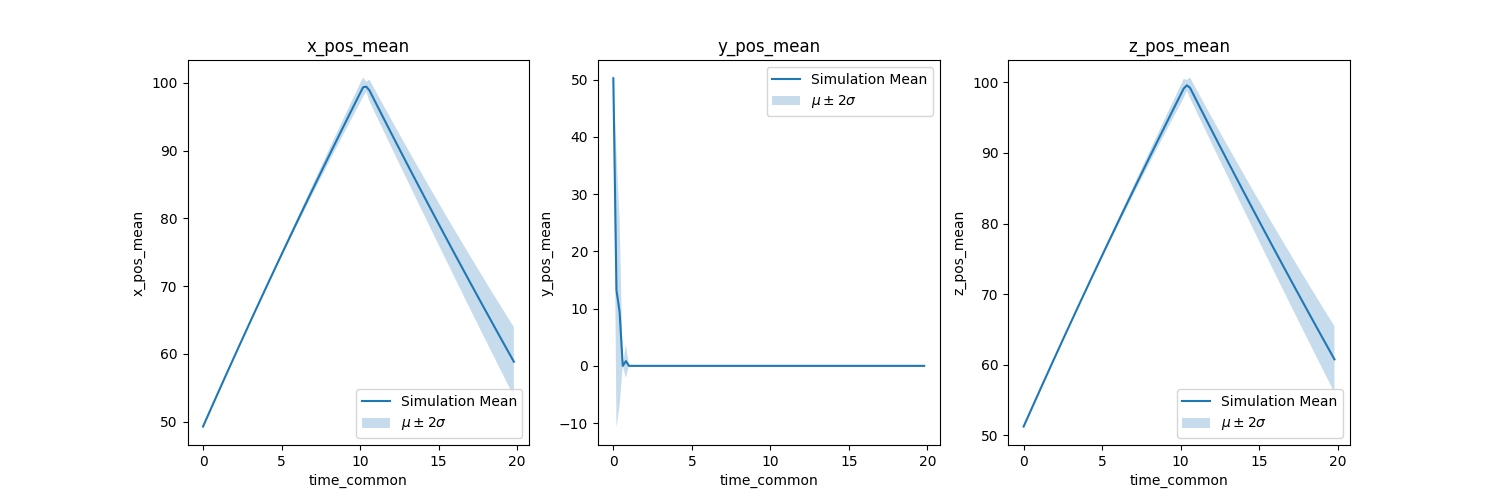 x_pos_mean
x_pos_mean
100
90
80
70
60
50
0
5
10
15
20
time_common
Simulation Mean
μ ± 2σ
y_pos_mean
y_pos_mean
50
40
30
20
10
0
−10
0
5
10
15
20
time_common
Simulation Mean
μ ± 2σ
z_pos_mean
z_pos_mean
100
90
80
70
60
50
0
5
10
15
20
time_common
Simulation Mean
μ ± 2σ